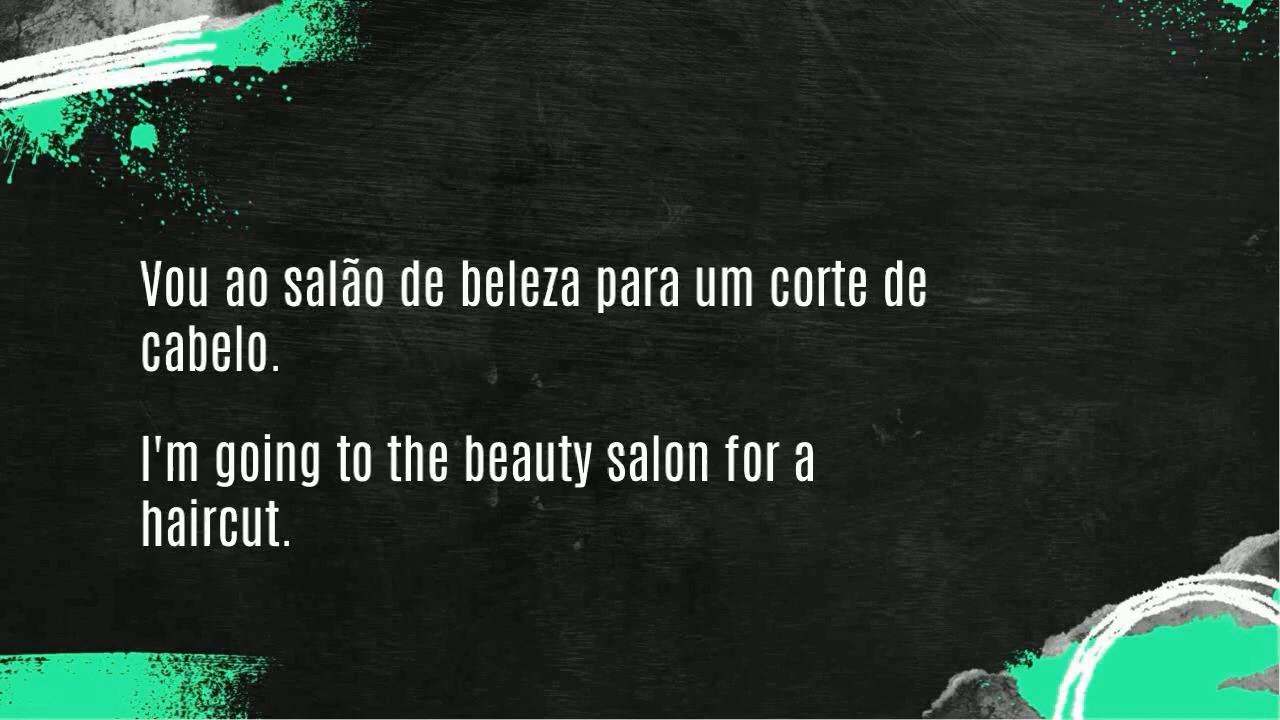 Vou ao salão de beleza para um corte de
cabelo.
I'm going to the beauty salon for a
haircut.